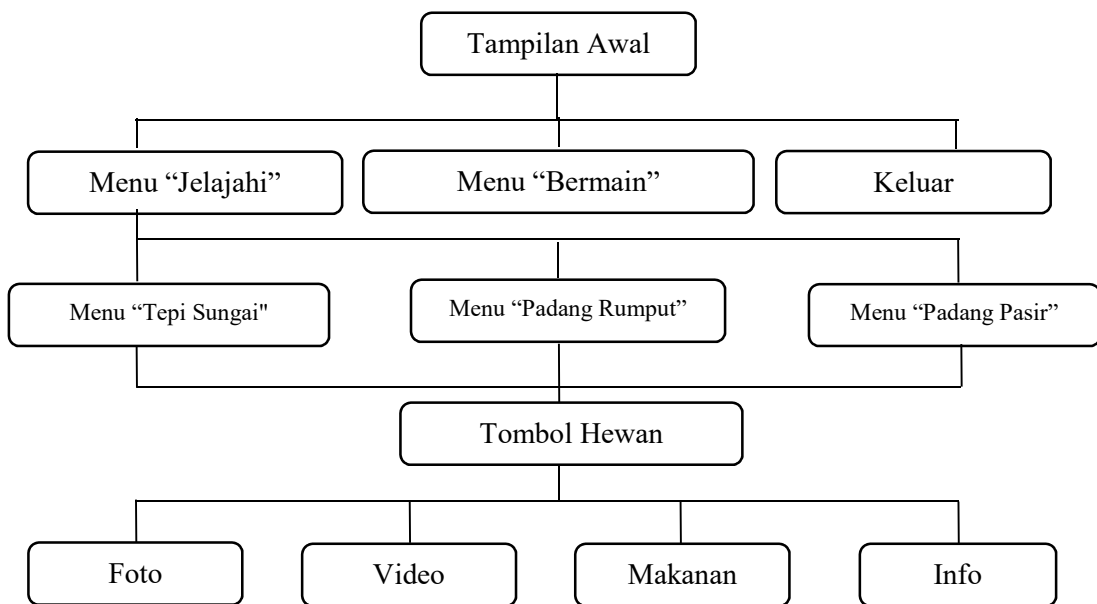 Tampilan Awal
Menu “Jelajahi”
Menu “Bermain”
Keluar
Menu “Tepi Sungai"
Menu “Padang Rumput”
Menu “Padang Pasir”
Tombol Hewan
Foto
Video
Makanan
Info